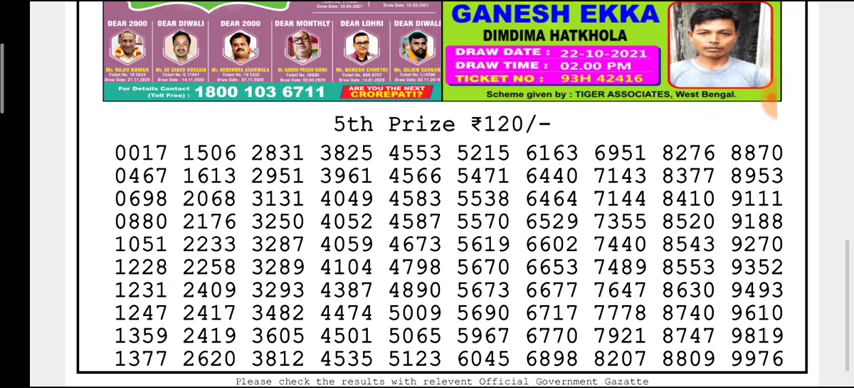 DEAR 2000 DEAR DIWALI DEAR 2000 DEAR MONTHLY DEAR LOHRI DEAR DIWALI
For Details Contact
(Toll Free) : 1800 103 6711
ARE YOU THE NEXT
CROREPATI?
GANESH EKKA
DIMDIMA HATKHOLA
DRAW DATE : 22-10-2021
DRAW TIME : 02.00 PM
TICKET NO : 93H 42416
Scheme given by : TIGER ASSOCIATES, West Bengal.
5th Prize ₹120/-
0017 1506 2831 3825 4553 5215 6163 6951 8276 8870
0467 1613 2951 3961 4566 5471 6440 7143 8377 8953
0698 2068 3131 4049 4583 5538 6464 7144 8410 9111
0880 2176 3250 4052 4587 5570 6529 7355 8520 9188
1051 2233 3287 4059 4673 5619 6602 7440 8543 9270
1228 2258 3289 4104 4798 5670 6653 7489 8553 9352
1231 2409 3293 4387 4890 5673 6677 7647 8630 9493
1247 2417 3482 4474 5009 5690 6717 7778 8740 9610
1359 2419 3605 4501 5065 5967 6770 7921 8747 9819
1377 2620 3812 4535 5123 6045 6898 8207 8809 9976
Please check the results with relevent Official Government Gazatte